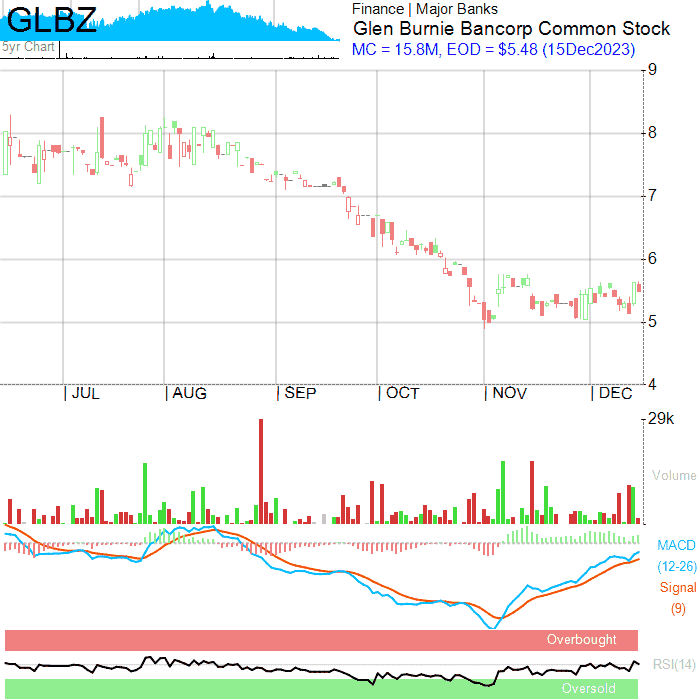 GLBZ
5yr Chart
Finance | Major Banks
Glen Burnie Bancorp Common Stock
MC = 15.8M, EOD = $5.48 (15Dec2023)
9
8
7
6
5
4
JUL AUG SEP OCT NOV DEC
29k
Volume
MACD
(12-26)
Signal
(9)
Overbought
RSI(14)
Oversold